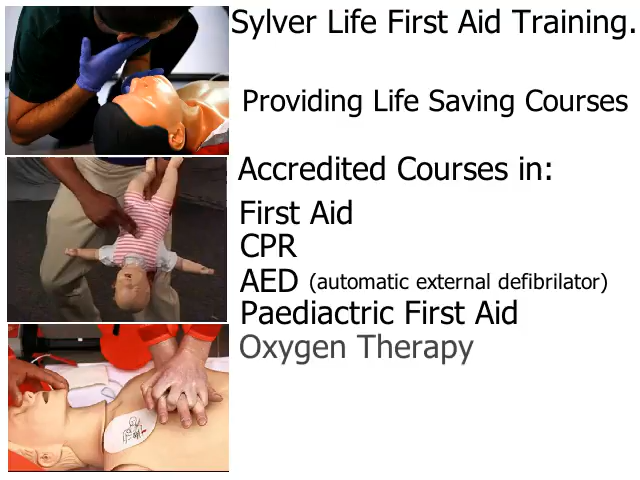 Sylver Life First Aid Training.
Providing Life Saving Courses
Accredited Courses in:
First Aid
CPR
AED (automatic external defibrilator)
Paediactric First Aid
Oxygen Therapy